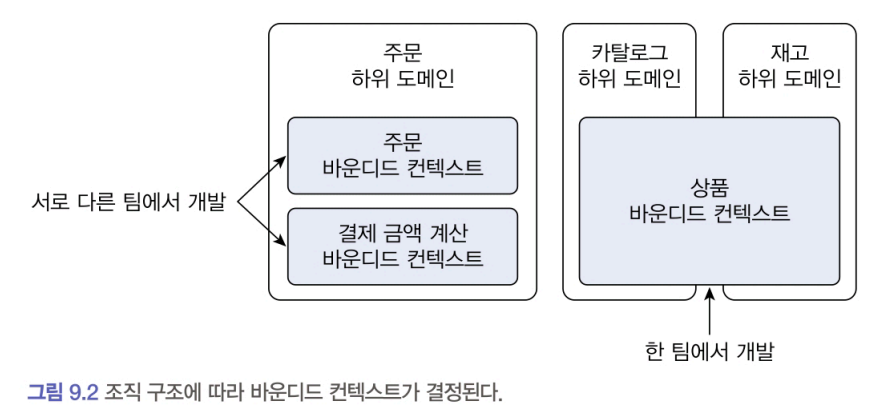 주문
하위 도메인
카탈로그
하위 도메인
재고
하위 도메인
주문
바운디드 컨텍스트
서로 다른 팀에서 개발
상품
바운디드 컨텍스트
결제 금액 계산
바운디드 컨텍스트
한 팀에서 개발
그림 9.2 조직 구조에 따라 바운디드 컨텍스트가 결정된다.